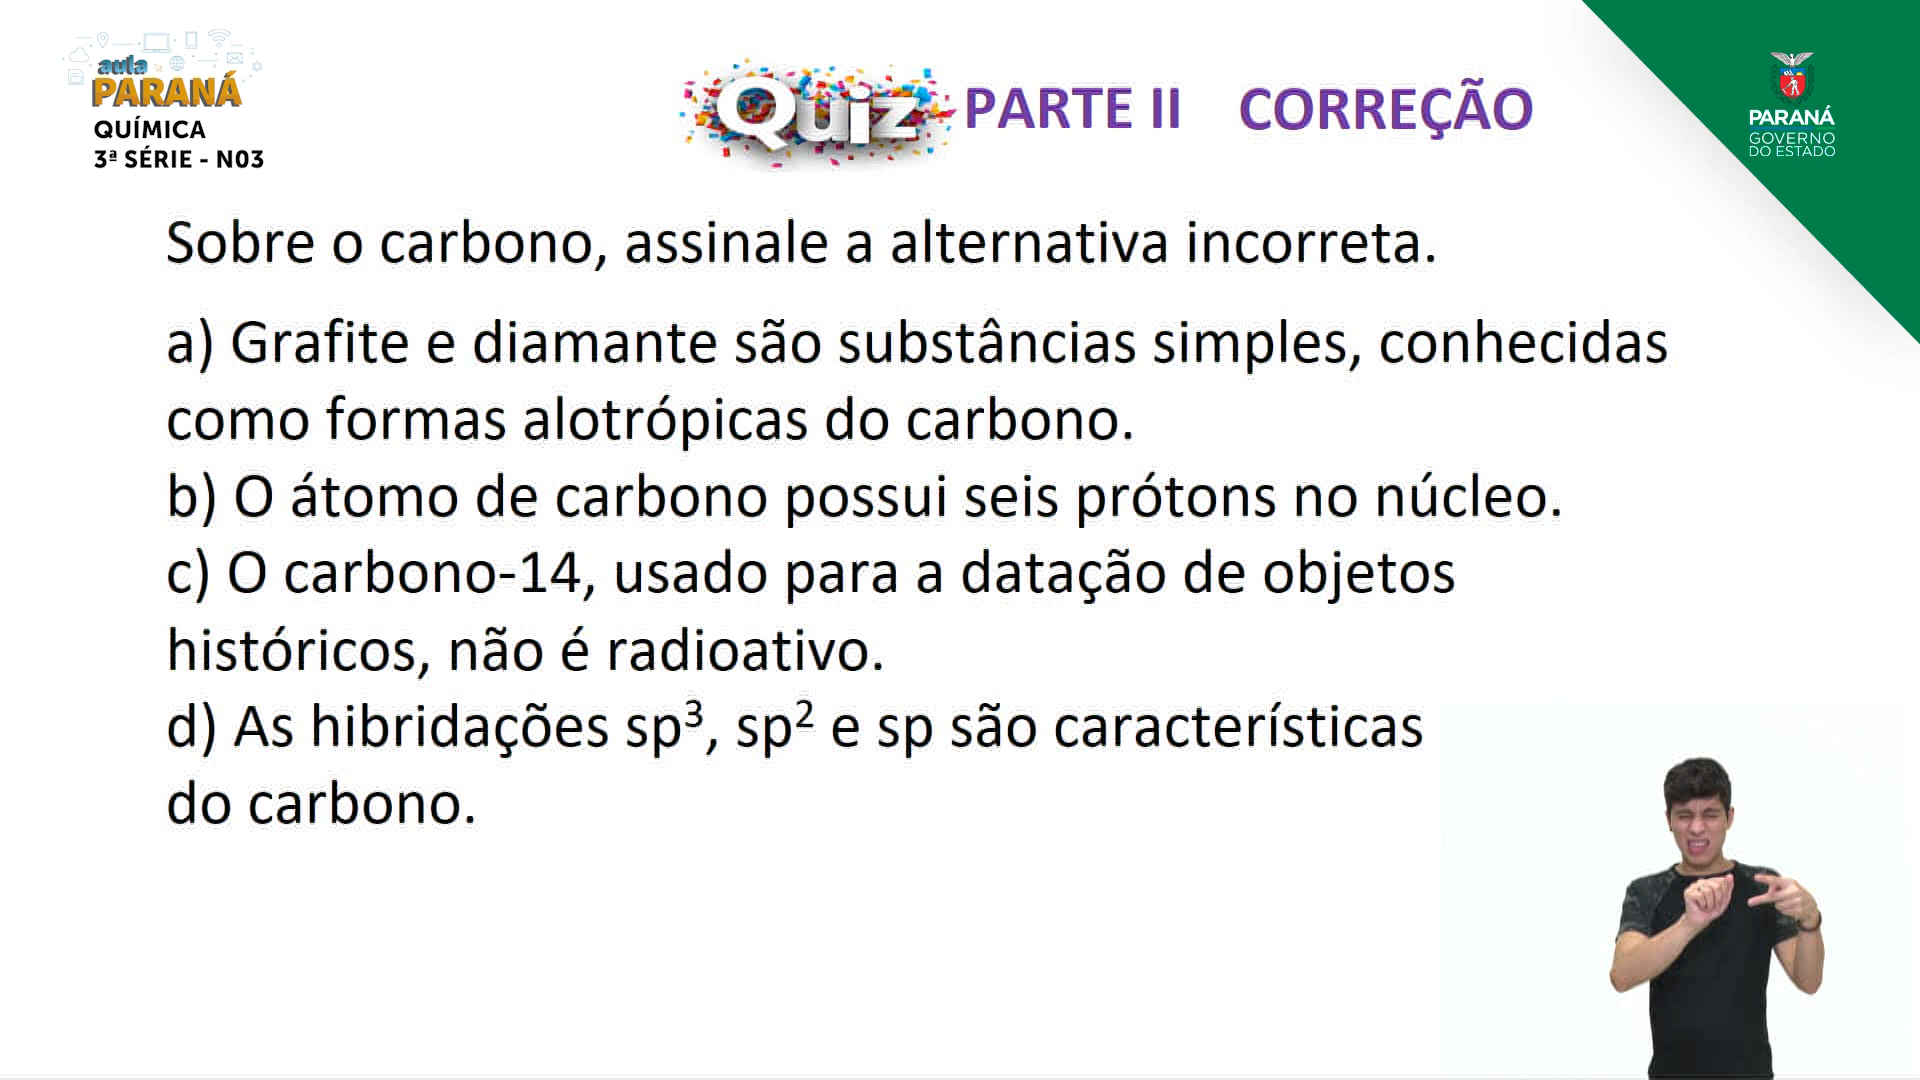 aula
PARANÁ
QUÍMICA
3ª SÉRIE - N03
Quiz PARTE II CORREÇÃO
PARANÁ
GOVERNO
DO ESTADO
Sobre o carbono, assinale a alternativa incorreta.
a) Grafite e diamante são substâncias simples, conhecidas
como formas alotrópicas do carbono.
b) O átomo de carbono possui seis prótons no núcleo.
c) O carbono-14, usado para a datação de objetos
históricos, não é radioativo.
d) As hibridações sp³, sp² e sp são características
do carbono.